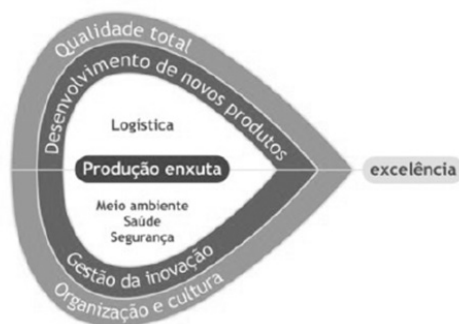 Qualidade total
Desenvolvimento de novos produtos
Logística
Produção enxuta
excelência
Meio ambiente
Saúde
Segurança
Gestão da inovação
Organização e cultura